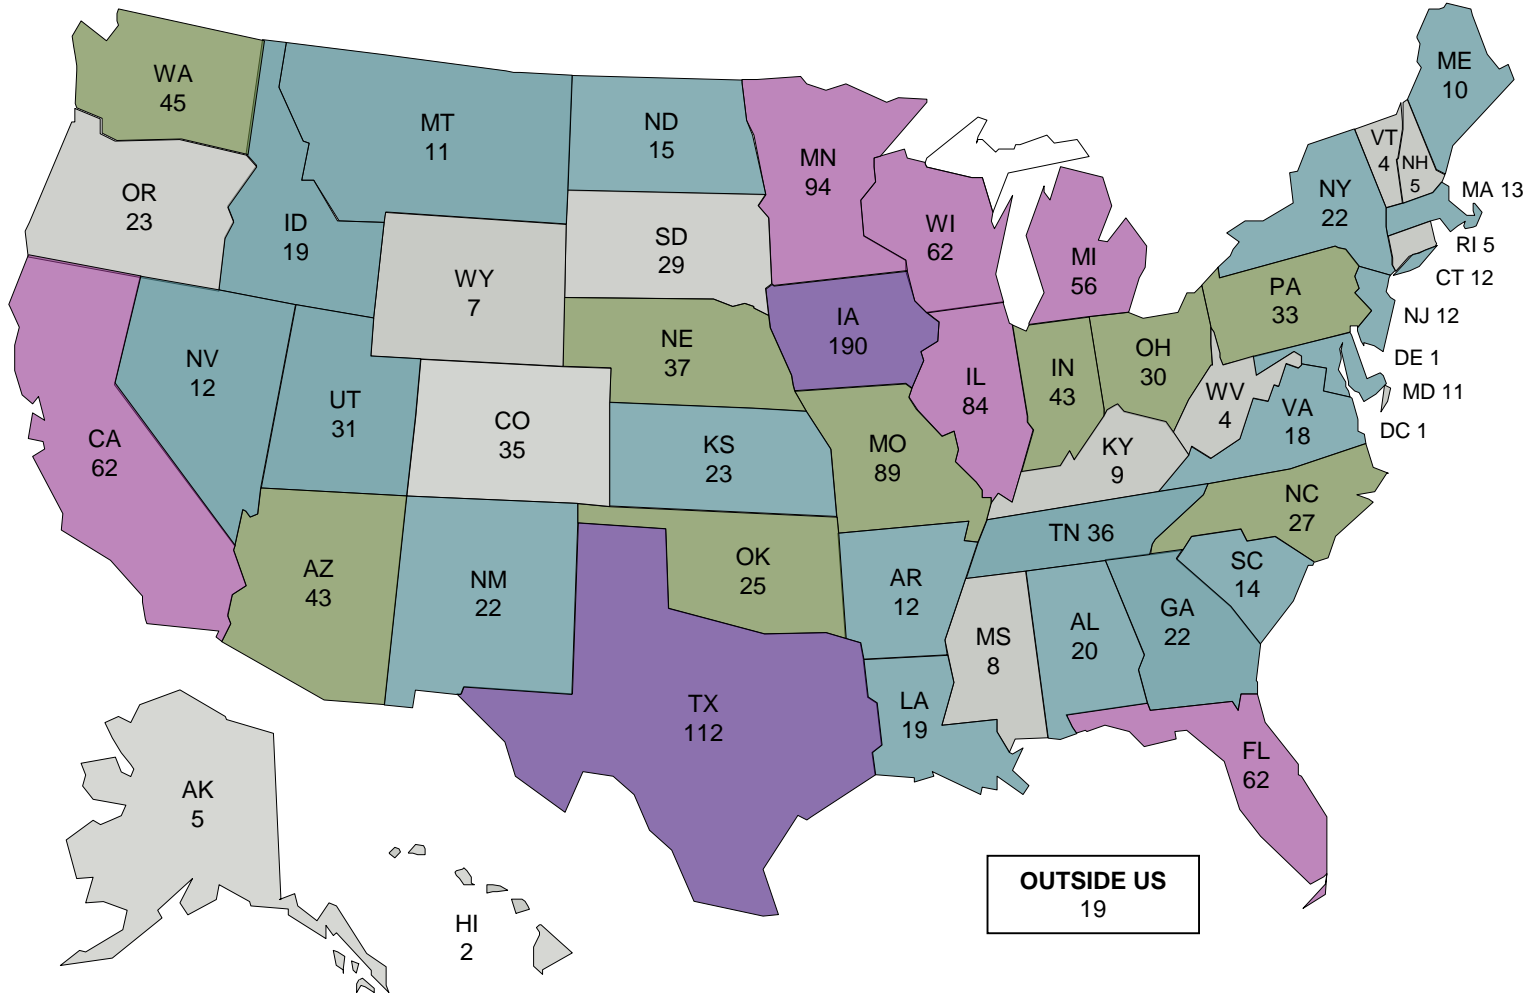 WA
45
MT
11
ND
15
MN
94
ME
10
VT
4
NH
5
MA 13
OR
23
ID
19
SD
29
WI
62
NY
22
RI 5
CT 12
WY
7
MI
56
PA
33
NJ 12
IA
190
NE
37
OH
30
DE 1
NV
12
UT
31
IN
43
IL
84
WV
4
MD 11
VA
18
DC 1
CA
62
CO
35
KS
23
MO
89
KY
9
NC
27
TN 36
AZ
43
NM
22
OK
25
AR
12
SC
14
MS
8
AL
20
GA
22
TX
112
LA
19
FL
62
AK
5
HI
2
OUTSIDE US
19